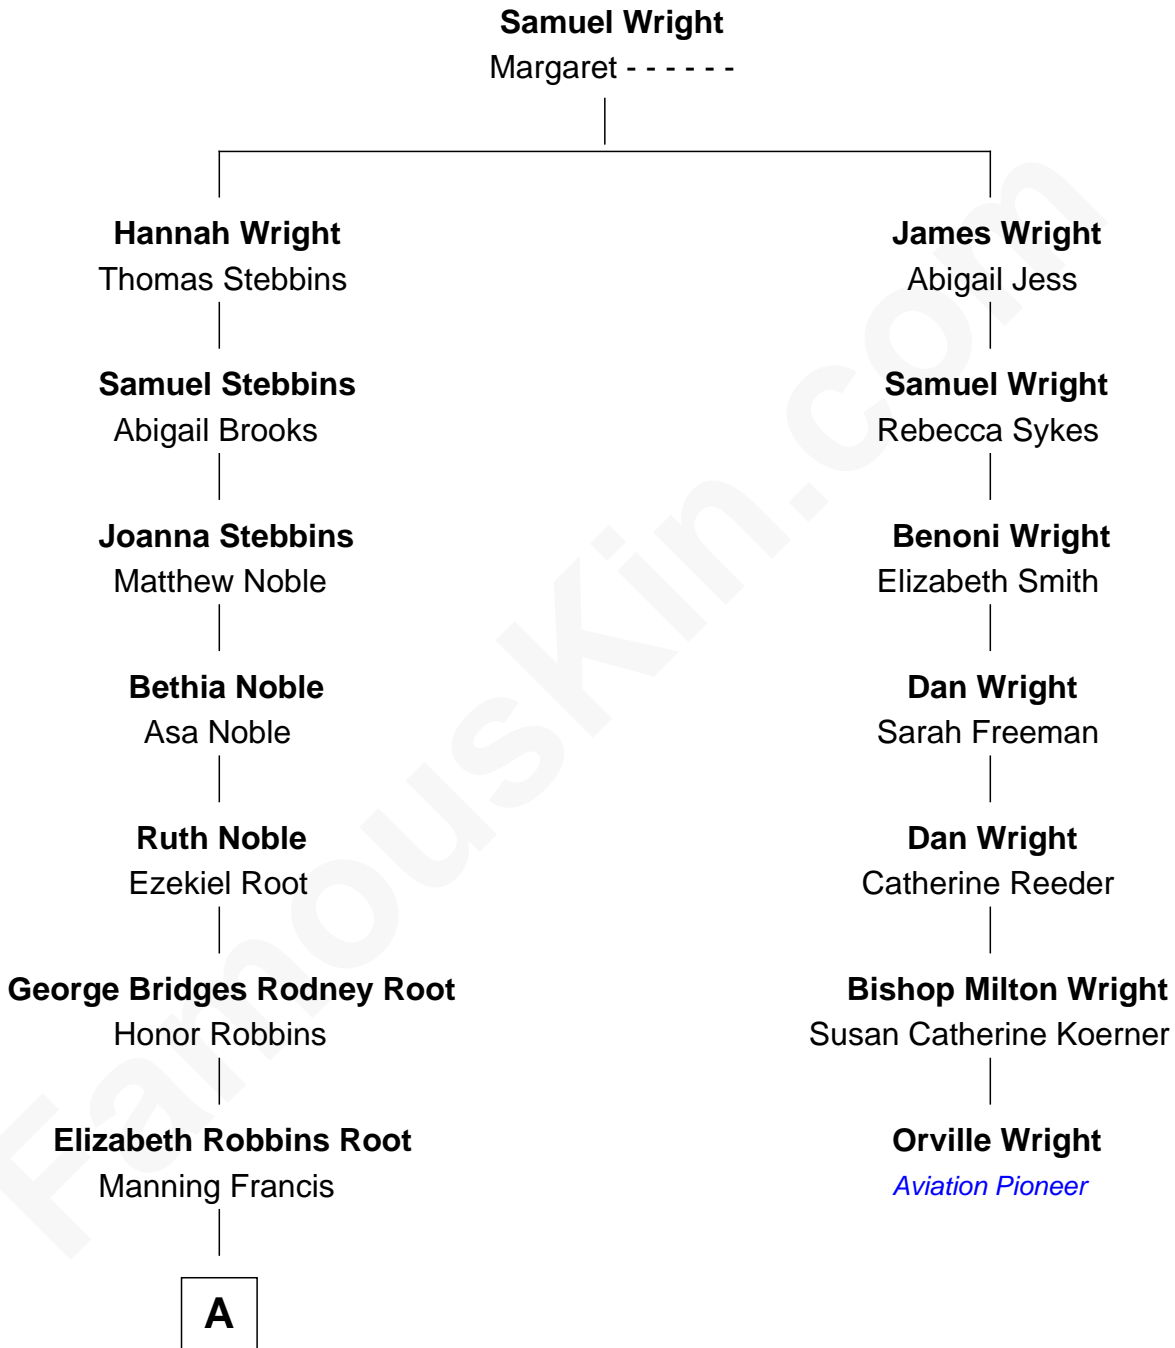 Samuel Wright
Margaret - - - - - -
Hannah Wright
Thomas Stebbins
James Wright
Abigail Jess
Samuel Stebbins
Abigail Brooks
Samuel Wright
Rebecca Sykes
Joanna Stebbins
Matthew Noble
Benoni Wright
Elizabeth Smith
Bethia Noble
Asa Noble
Dan Wright
Sarah Freeman
Ruth Noble
Ezekiel Root
Dan Wright
Catherine Reeder
George Bridges Rodney Root
Honor Robbins
Bishop Milton Wright
Susan Catherine Koerner
Elizabeth Robbins Root
Manning Francis
Orville Wright
Aviation Pioneer
A
FamousKin.com